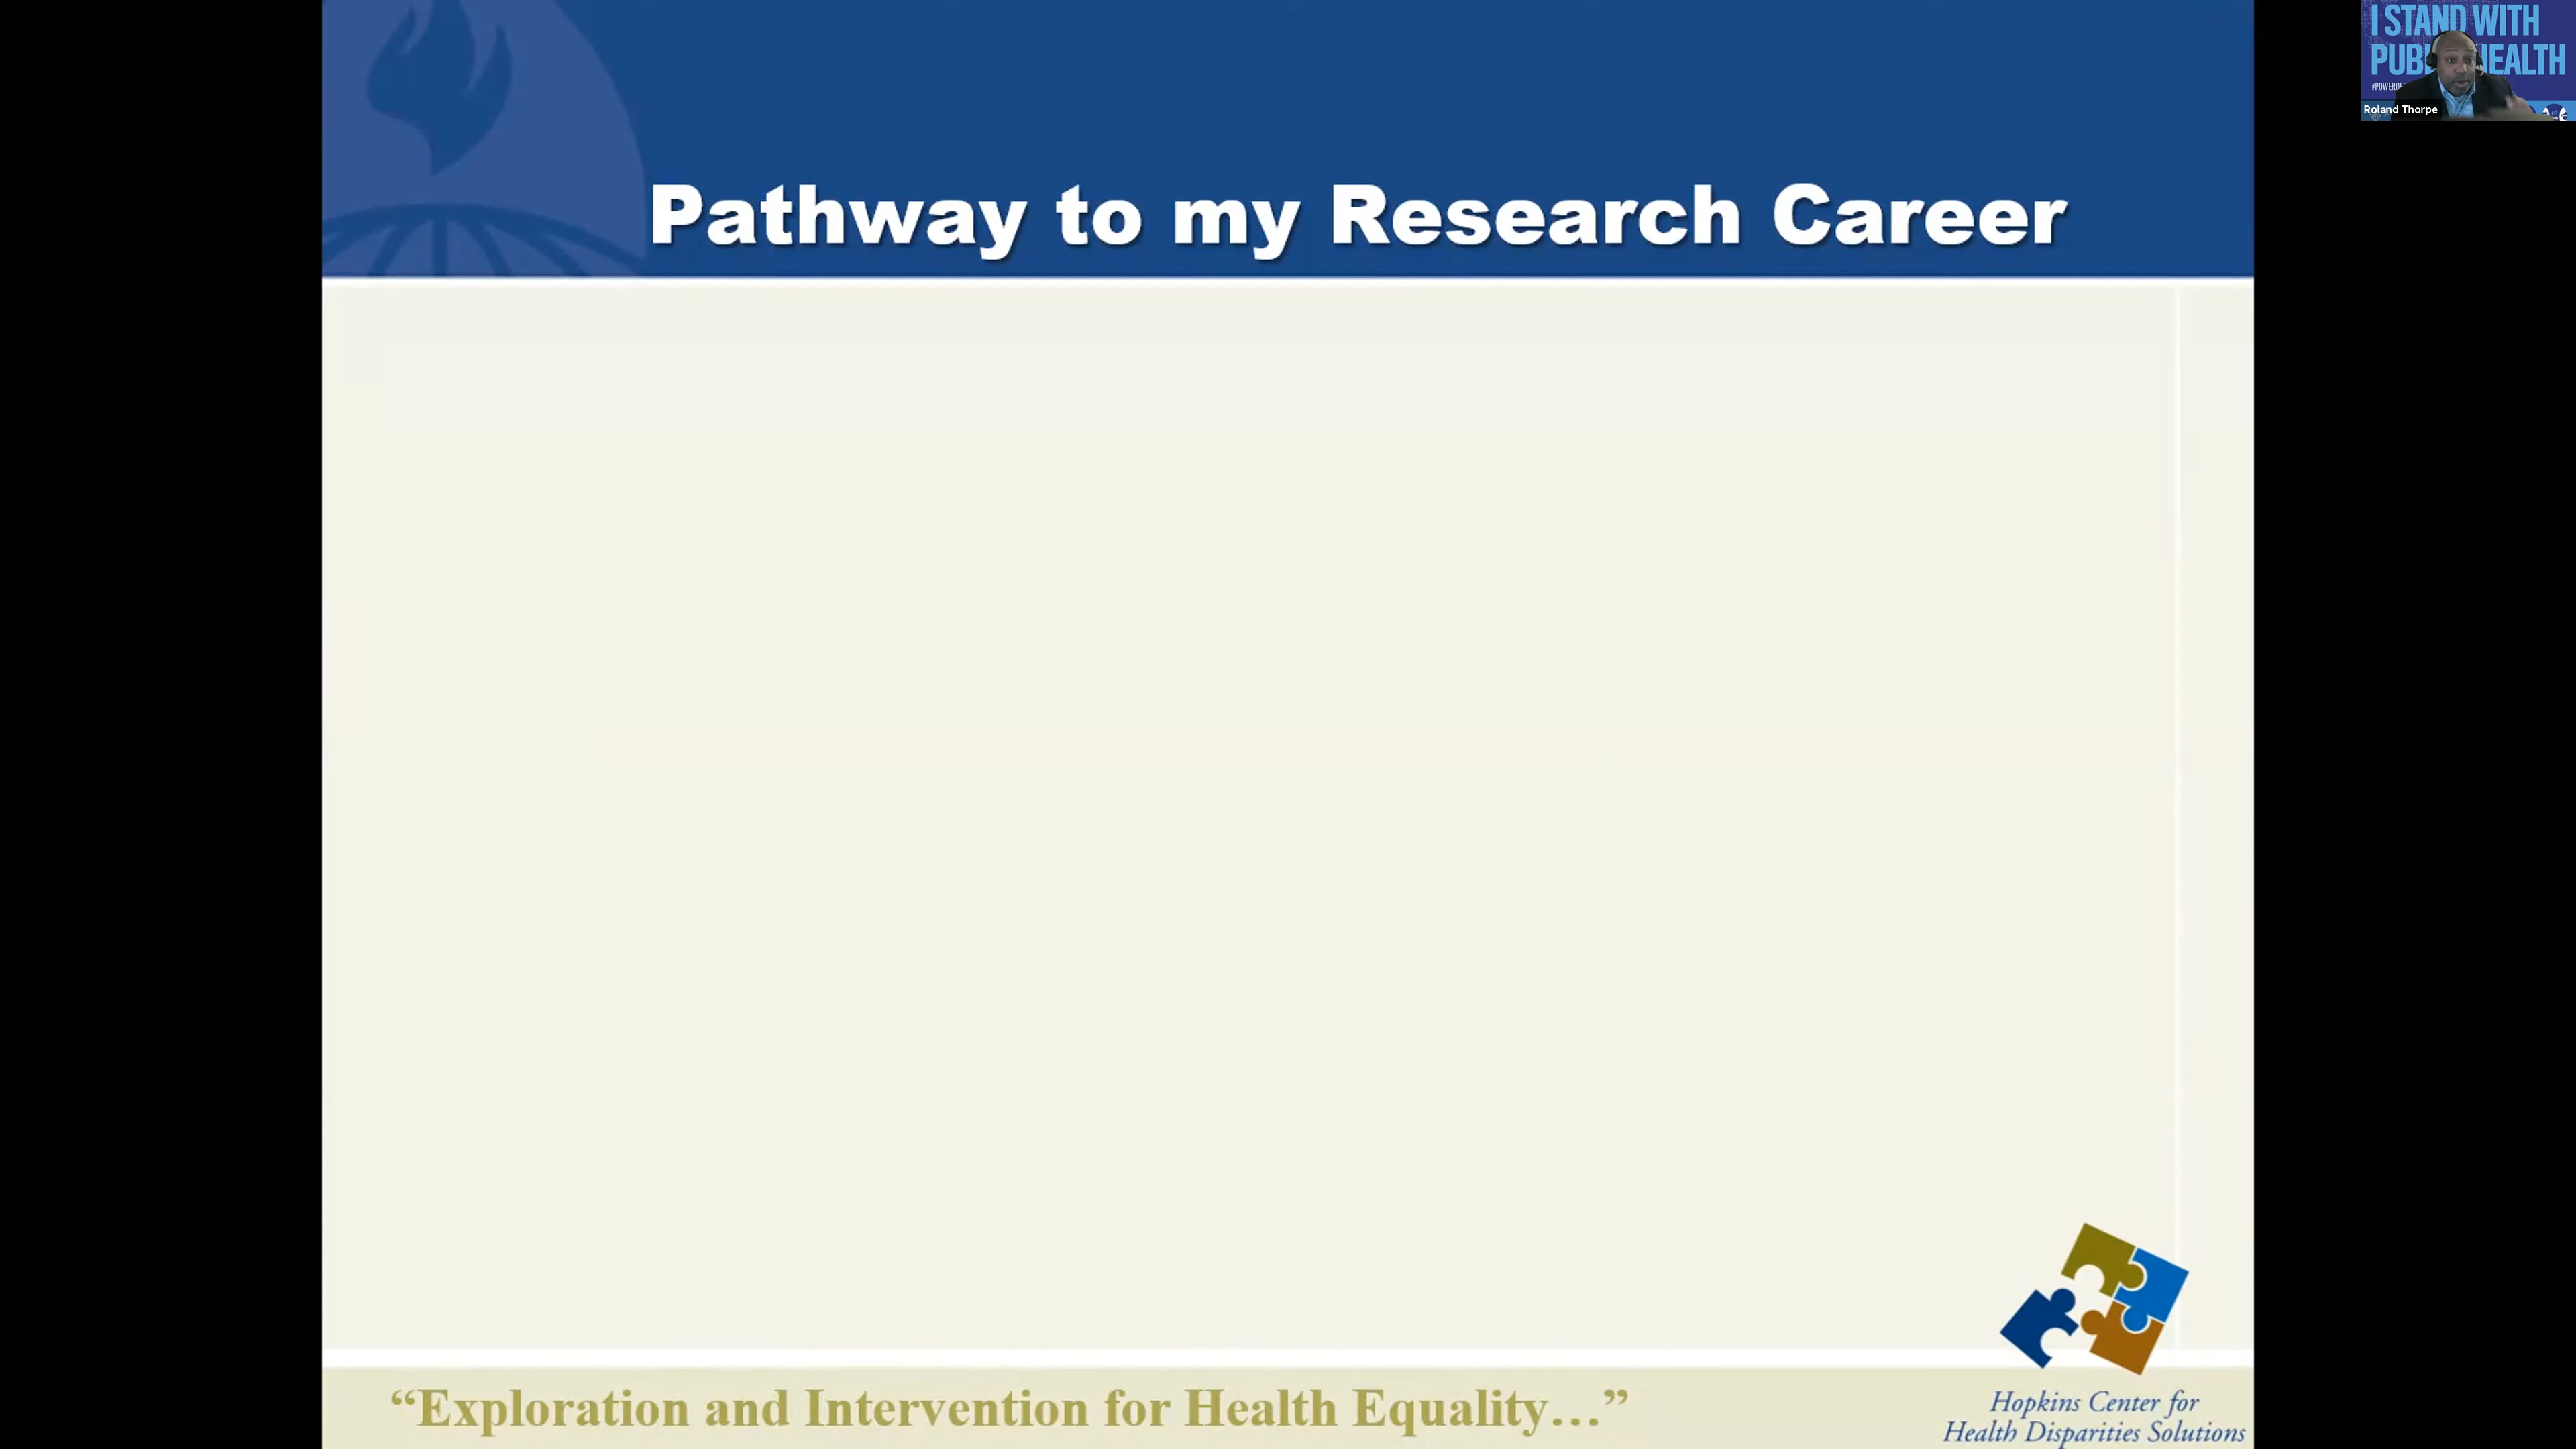 I STAND WITH
PUBLIC HEALTH
Roland Thorpe
Pathway to my Research Career
“Exploration and Intervention for Health Equality...”
Hopkins Center for
Health Disparities Solutions